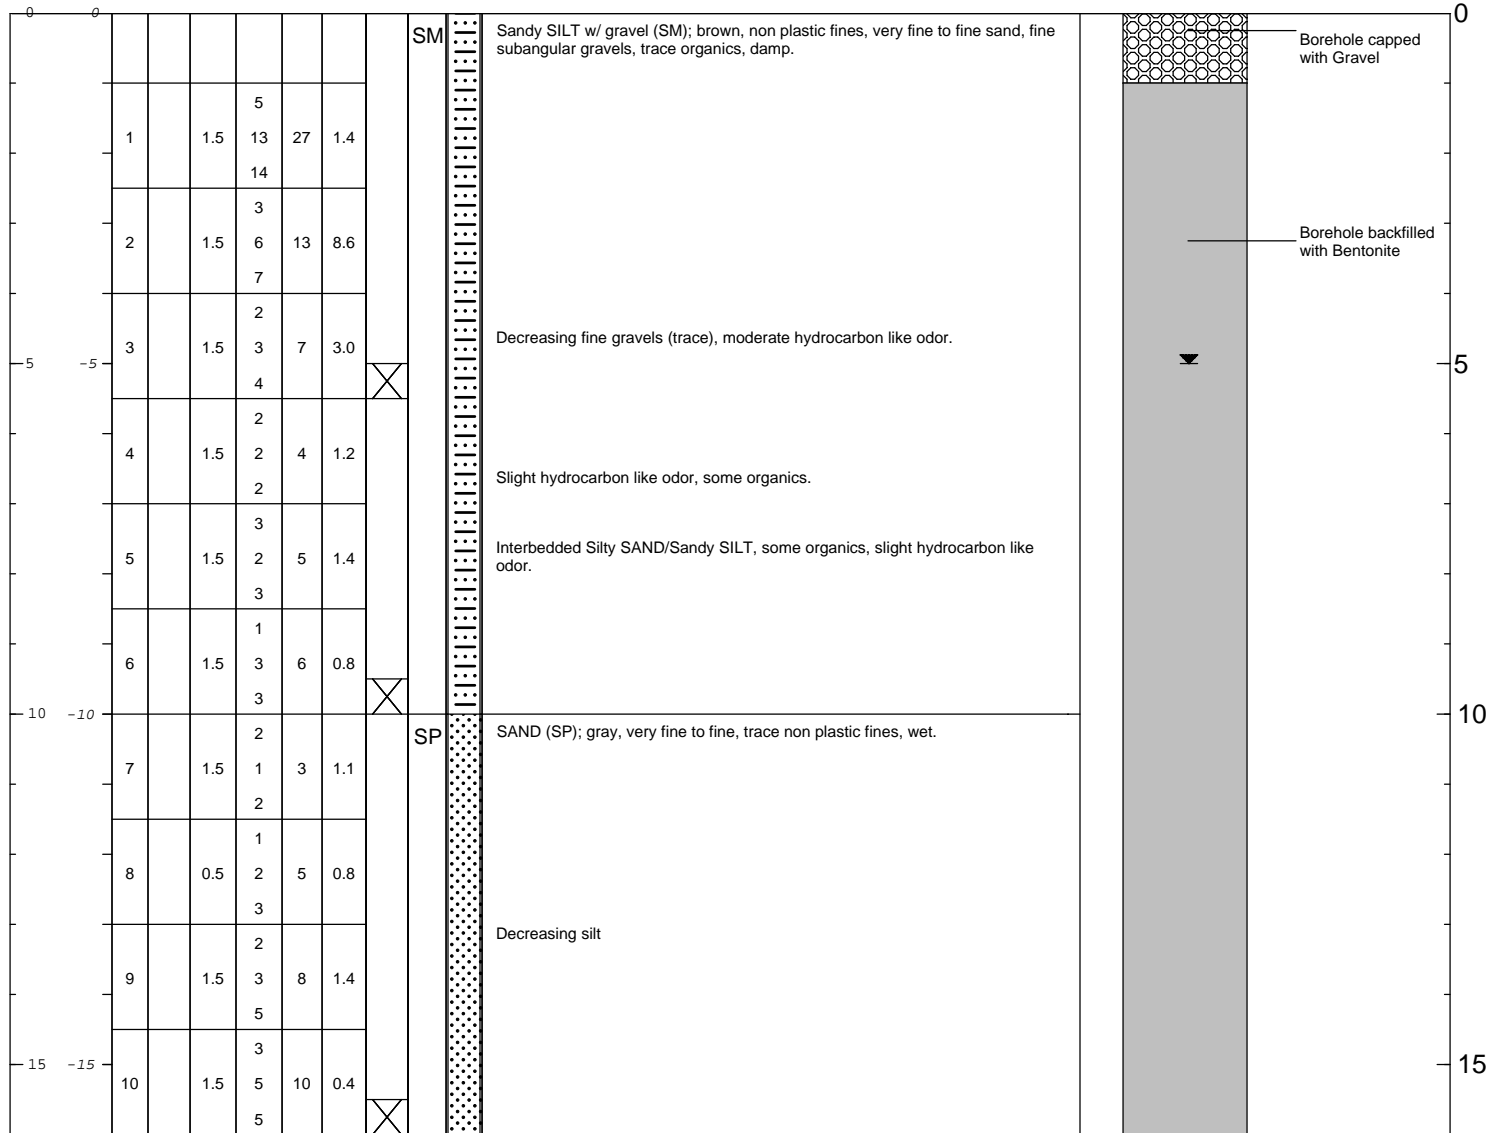 0 0 SM Sandy SILT w/ gravel (SM); brown, non plastic fines, very fine to fine sand, fine 0
subangular gravels, trace organics, damp.
Borehole capped
with Gravel
5
1 1.5 13 27 1.4
14
3
2 1.5 6 13 8.6
7
Borehole backfilled
with Bentonite
2
3 1.5 3 7 3.0
4
Decreasing fine gravels (trace), moderate hydrocarbon like odor.
5 -5 5
2
4 1.5 2 4 1.2
2
Slight hydrocarbon like odor, some organics.
3
5 1.5 2 5 1.4
3
Interbedded Silty SAND/Sandy SILT, some organics, slight hydrocarbon like
odor.
1
6 1.5 3 6 0.8
3
10 -10 10
SP SAND (SP); gray, very fine to fine, trace non plastic fines, wet.
2
7 1.5 1 3 1.1
2
1
8 0.5 2 5 0.8
3
Decreasing silt
2
9 1.5 3 8 1.4
5
3
15 -15 15
10 1.5 5 10 0.4
5